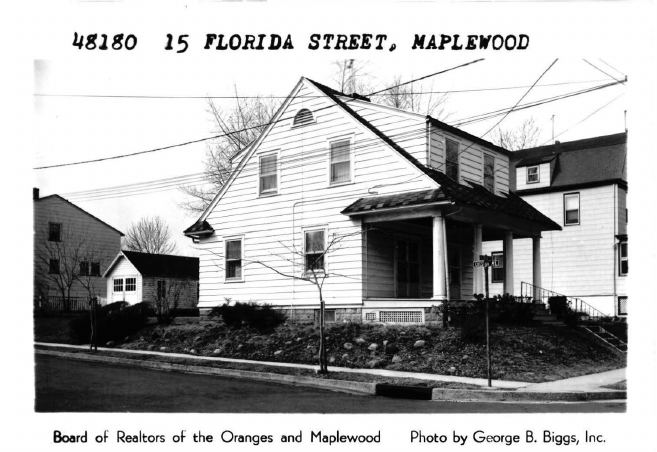 48180 15 FLORIDA STREET, MAPLEWOOD
Board of Realtors of the Oranges and Maplewood Photo by George B. Biggs, Inc.